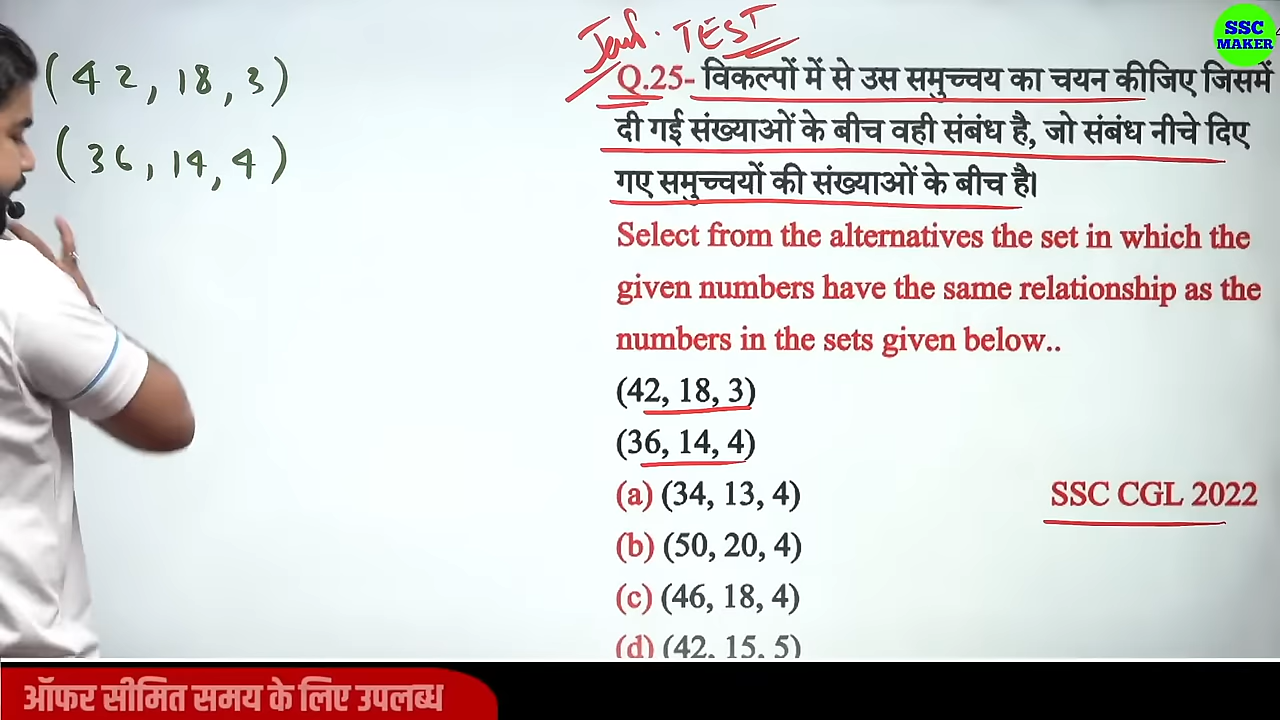 (42, 18, 3)
(36, 14, 4)
TEST
SSC
MAKER
Q.25- विकल्पों में से उस समुच्चय का चयन कीजिए जिसमें
दी गई संख्याओं के बीच वही संबंध है, जो संबंध नीचे दिए
गए समुच्चयों की संख्याओं के बीच है।
Select from the alternatives the set in which the
given numbers have the same relationship as the
numbers in the sets given below..
(42, 18, 3)
(36, 14, 4)
(a) (34, 13, 4)
SSC CGL 2022
(b) (50, 20, 4)
(c) (46, 18, 4)
(d) (42, 15, 5)
ऑफर सीमित समय के लिए उपलब्ध